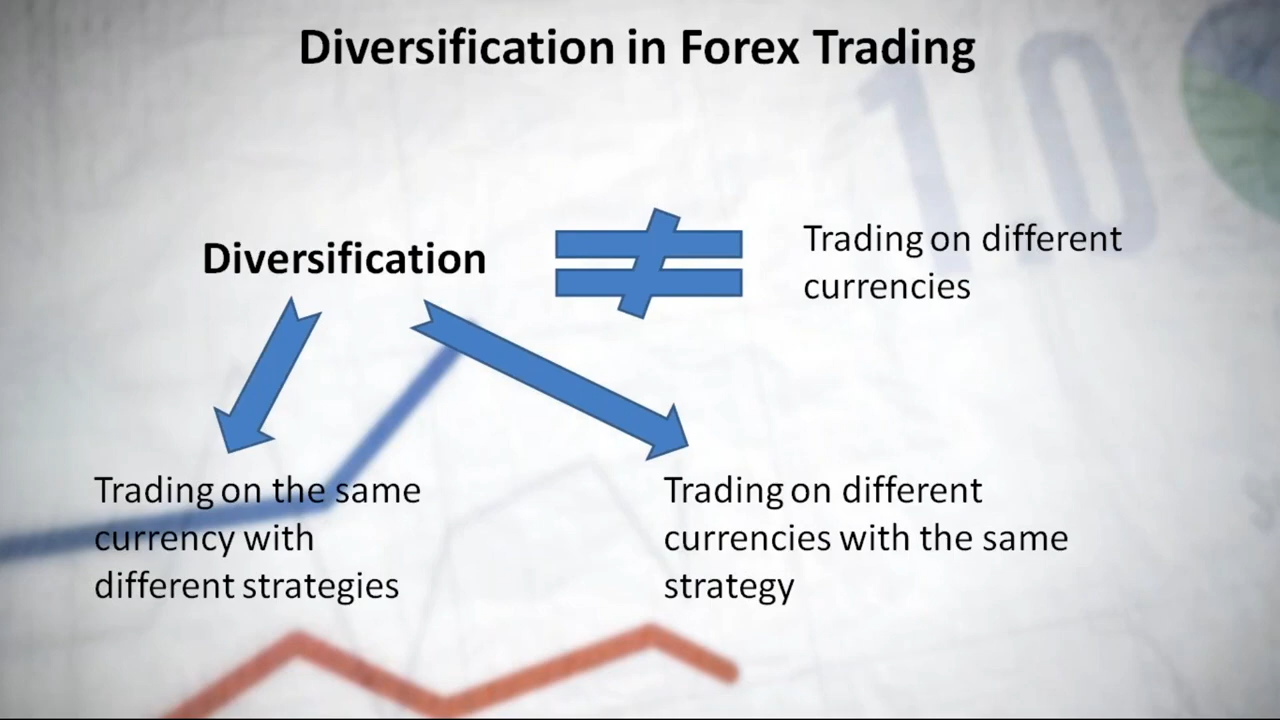 Diversification in Forex Trading
Diversification
Trading on different
currencies
Trading on the same
currency with
different strategies
Trading on different
currencies with the same
strategy
10